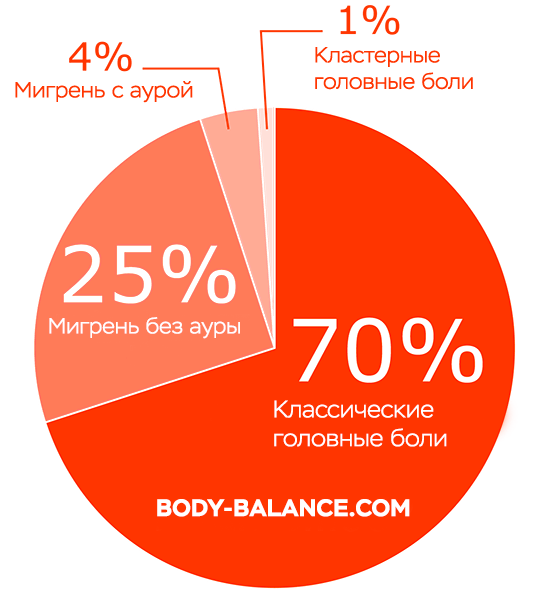 1%
Кластерные
головные боли
4%
Мигрень с аурой
25%
Мигрень без ауры
70%
Классические
головные боли
BODY-BALANCE.COM